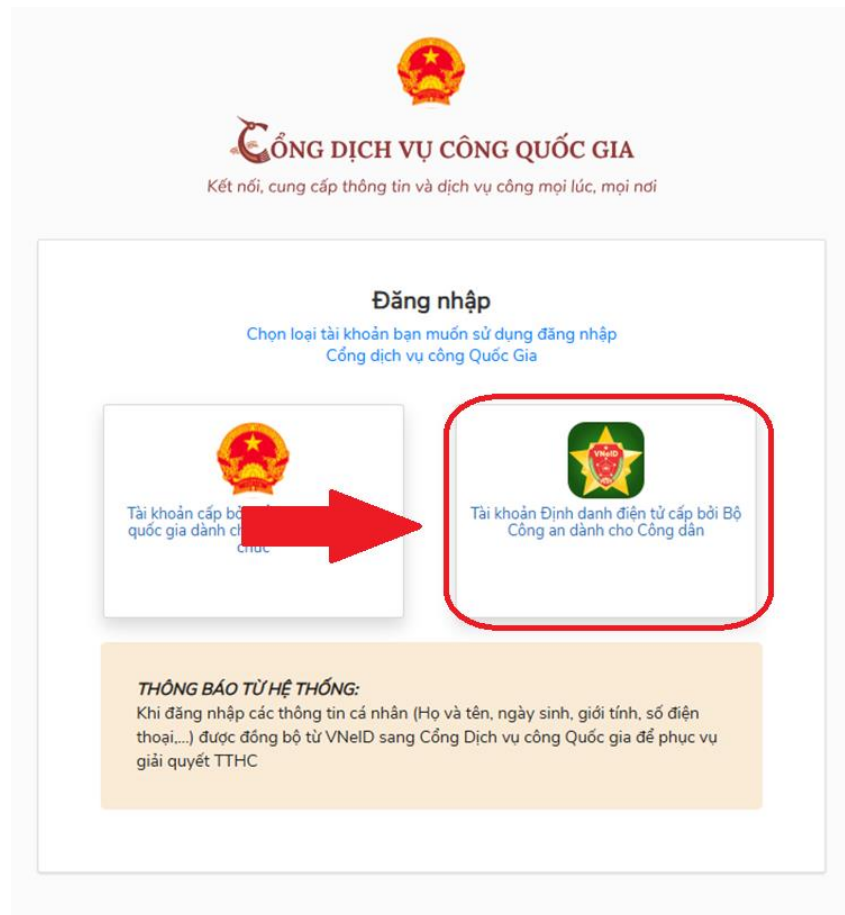 CỔNG DỊCH VỤ CÔNG QUỐC GIA
Kết nối, cung cấp thông tin và dịch vụ công mọi lúc, mọi nơi
Đăng nhập
Chọn loại tài khoản bạn muốn sử dụng đăng nhập
Cổng dịch vụ công Quốc Gia
Tài khoản cấp
quốc gia dành
chức
VNeID
Tài khoản Định danh điện tử cấp bởi Bộ
Công an dành cho Công dân
THÔNG BÁO TỪ HỆ THỐNG:
Khi đăng nhập các thông tin cá nhân (Họ và tên, ngày sinh, giới tính, số điện
thoại,...) được đồng bộ từ VNeID sang Cổng Dịch vụ công Quốc gia để phục vụ
giải quyết TTHC